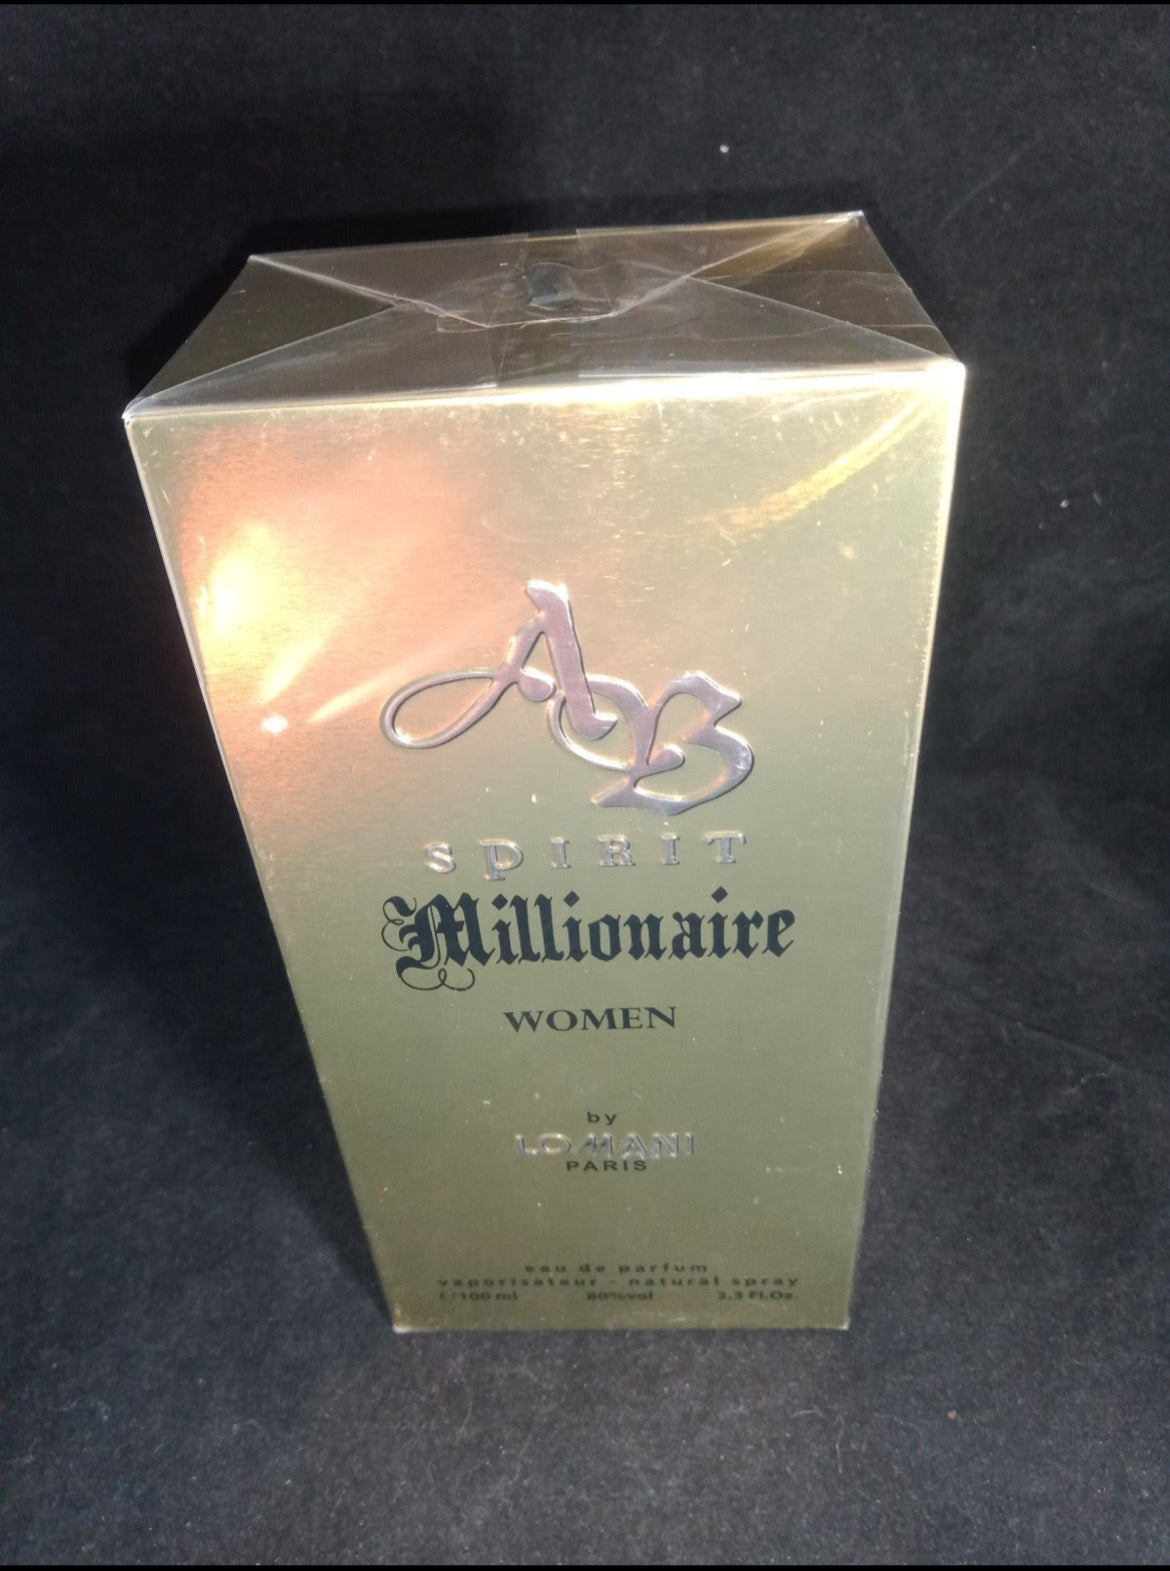 AB
SPIRIT
Millionaire
WOMEN
by
LOMANI
PARIS
eau de parfum
vaporisateur - natural spray
100 ml 80%vol 3.3 Fl.Oz.